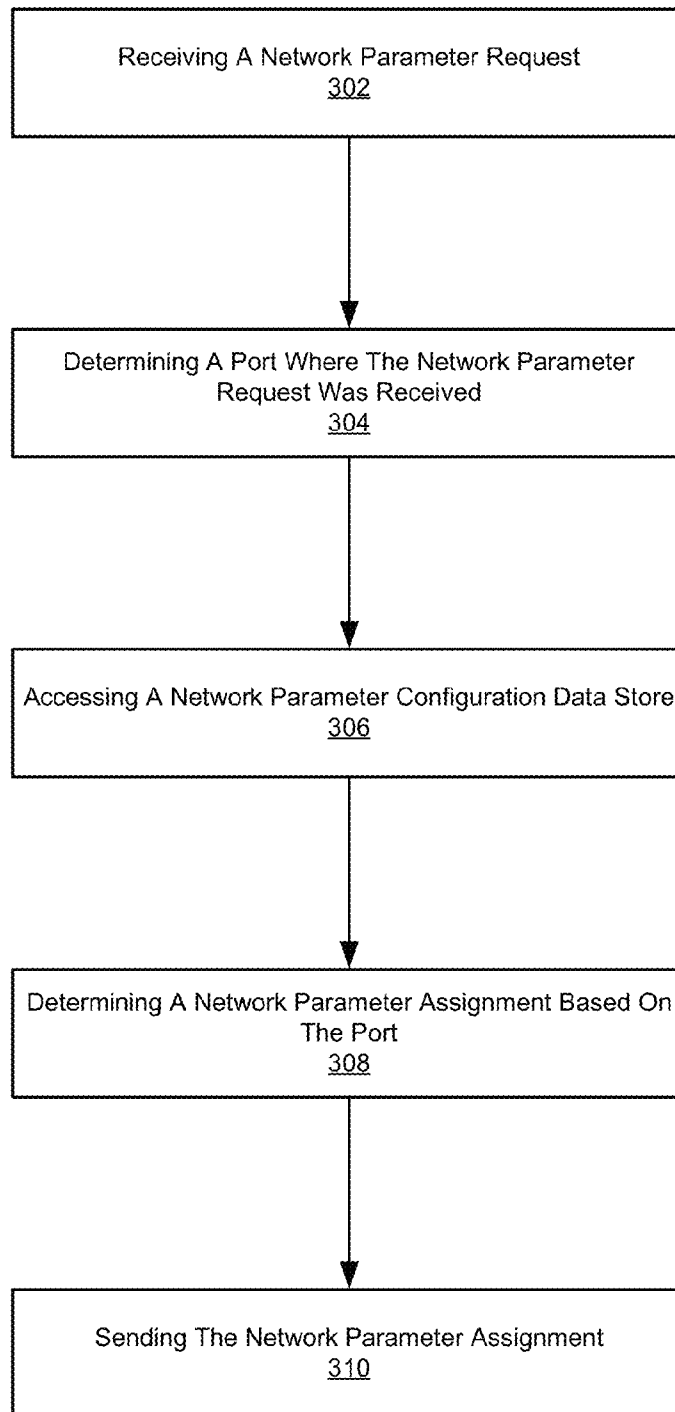 Receiving A Network Parameter Request
302
Determining A Port Where The Network Parameter
Request Was Received
304
Accessing A Network Parameter Configuration Data Store
306
Determining A Network Parameter Assignment Based On
The Port
308
Sending The Network Parameter Assignment
310